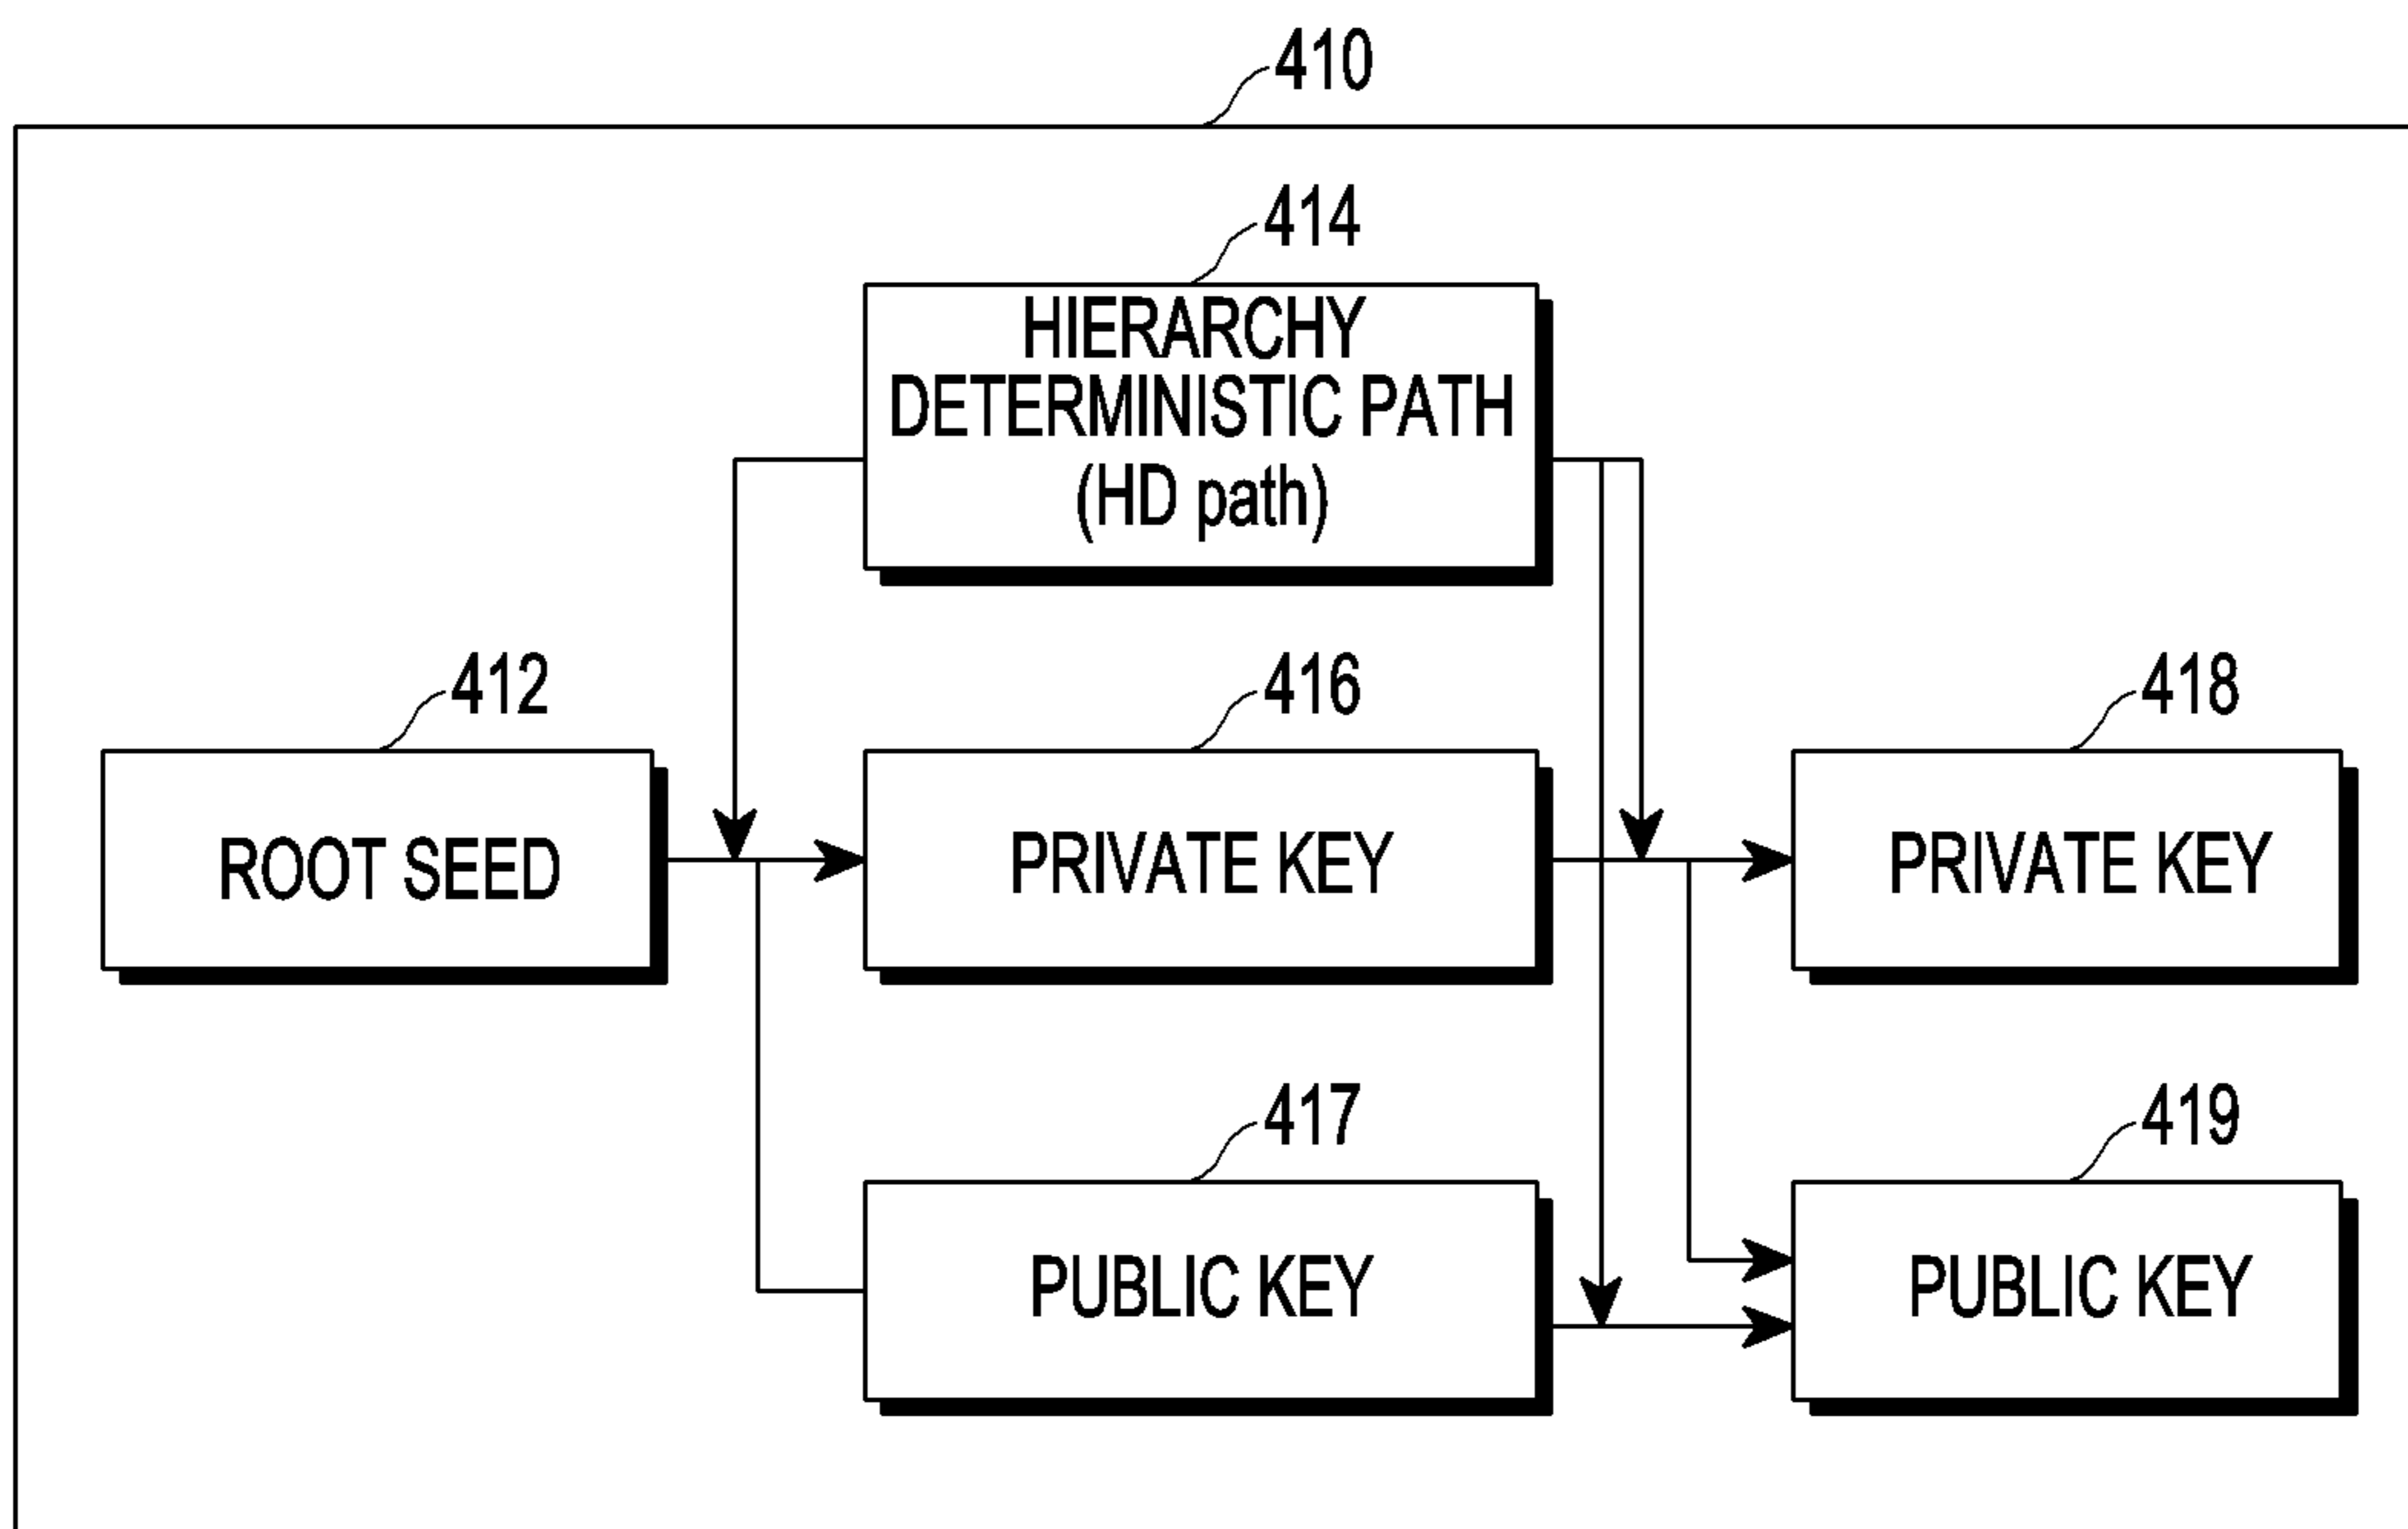 410
414
HIERARCHY
DETERMINISTIC PATH
(HD path)
412
416
418
ROOT SEED
PRIVATE KEY
PRIVATE KEY
417
419
PUBLIC KEY
PUBLIC KEY